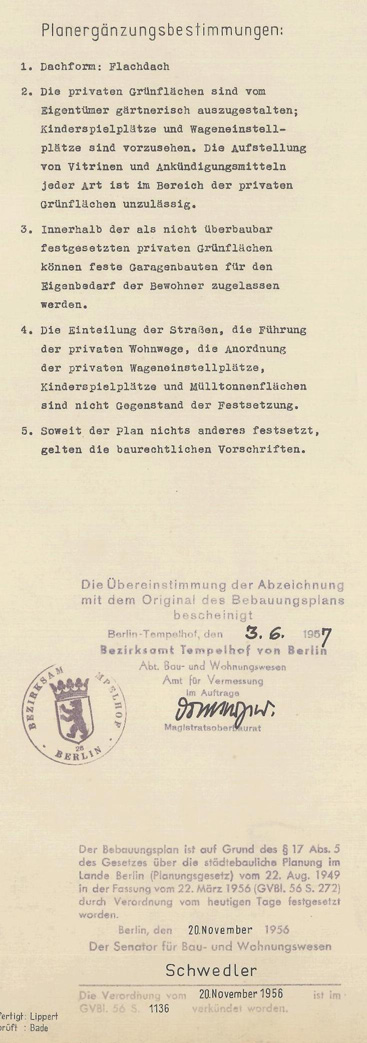 Planergänzungsbestimmungen:
1. Dachform: Flachdach
2. Die privaten Grünflächen sind vom
Eigentümer gärtnerisch auszugestalten;
Kinderspielplätze und Wageneinstell-
plätze sind vorzusehen. Die Aufstellung
von Vitrinen und Ankündigungsmitteln
jeder Art ist im Bereich der privaten
Grünflächen unzulässig.
3. Innerhalb der als nicht überbaubar
festgesetzten privaten Grünflächen
können feste Garagenbauten für den
Eigenbedarf der Bewohner zugelassen
werden.
4. Die Einteilung der Straßen, die Führung
der privaten Wohnwege, die Anordnung
der privaten Wageneinstellplätze,
Kinderspielplätze und Mülltonnenflächen
sind nicht Gegenstand der Festsetzung.
5. Soweit der Plan nichts anderes festsetzt,
gelten die baurechtlichen Vorschriften.
Die Übereinstimmung der Abzeichnung
mit dem Original des Bebauungsplans
bescheinigt
Berlin-Tempelhof, den 3. 6. 1957
Bezirksamt Tempelhof von Berlin
Abt. Bau- und Wohnungswesen
Amt für Vermessung
Im Auftrage
Magistratsoberbaurat
BEZIRKSAM MPELHOF
28
BERLIN
Der Bebauungsplan ist auf Grund des § 17 Abs. 5
des Gesetzes über die städtebauliche Planung im
Lande Berlin (Planungsgesetz) vom 22. Aug. 1949
in der Fassung vom 22. März 1956 (GVBl. 56 S. 272)
durch Verordnung vom heutigen Tage festgesetzt
worden.
Berlin, den 20.November 1956
Der Senator für Bau- und Wohnungswesen
Schwedler
Die Verordnung vom 20.November 1956 ist im
GVBl. 56 S. 1136 verkündet worden.
fertigt: Lippert
prüft : Bade